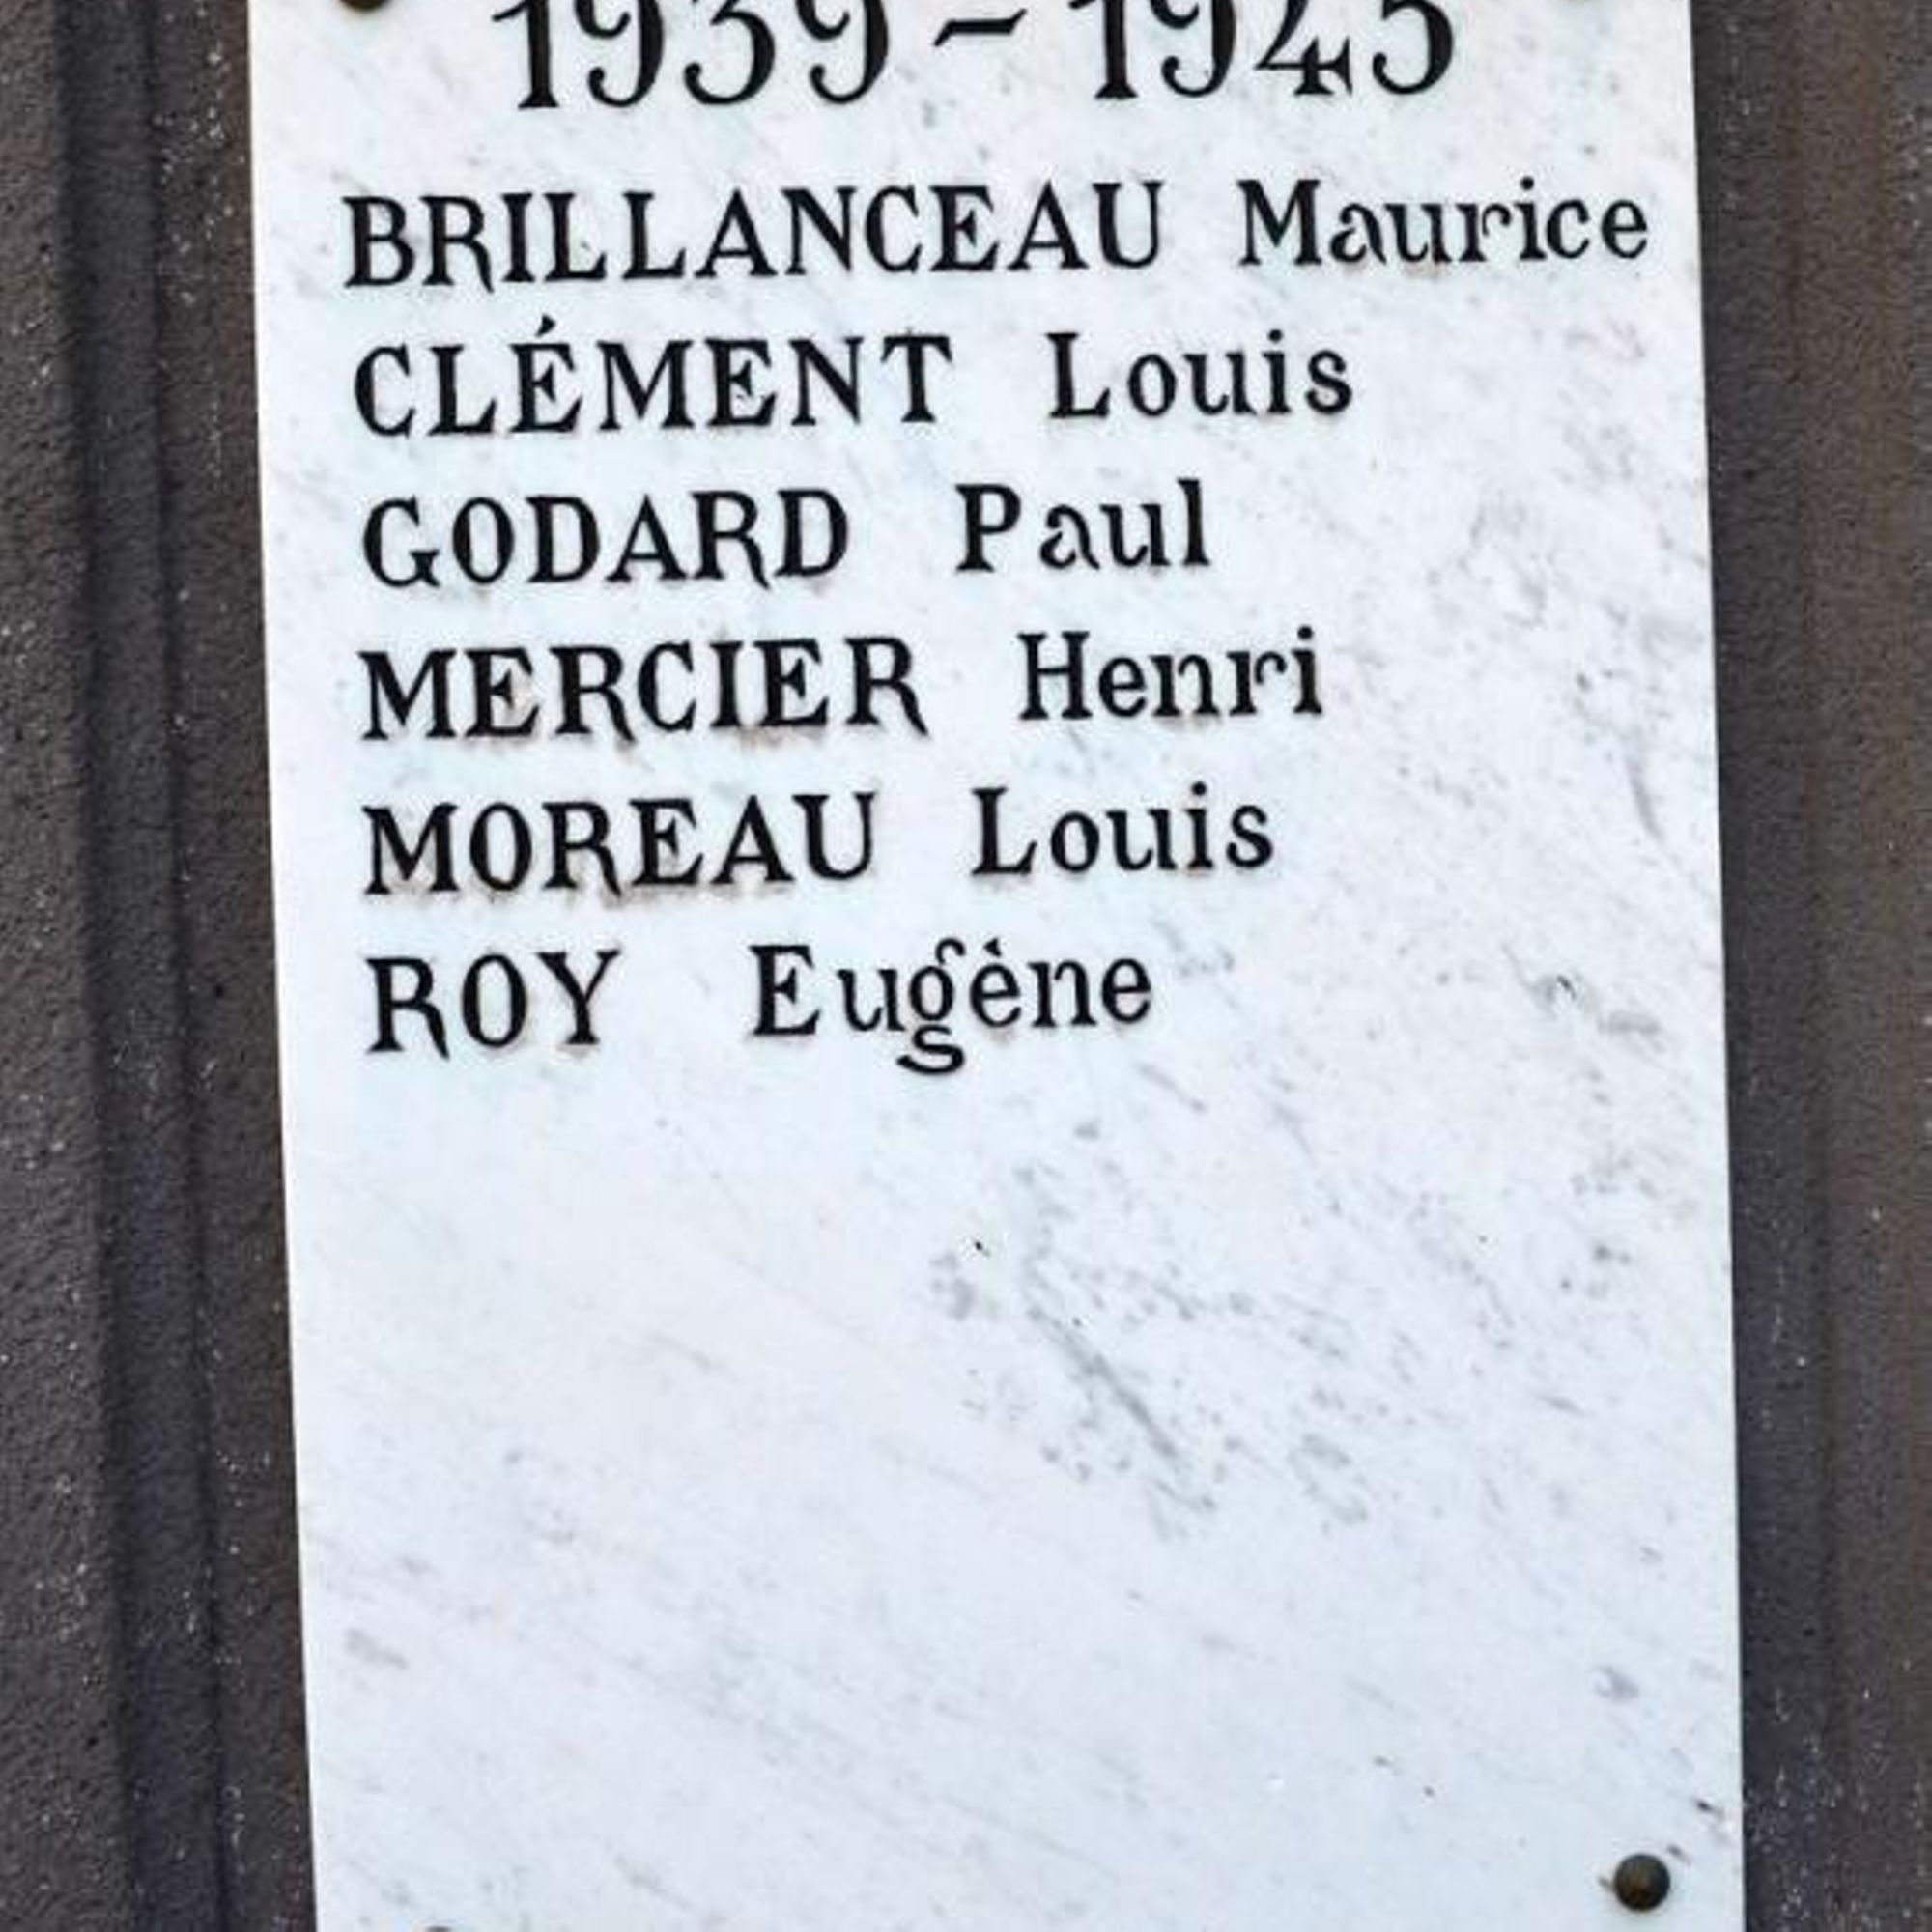 1939-1945
BRILLANCEAU Maurice
CLÉMENT Louis
GODARD Paul
MERCIER Henri
MOREAU Louis
ROY Eugène